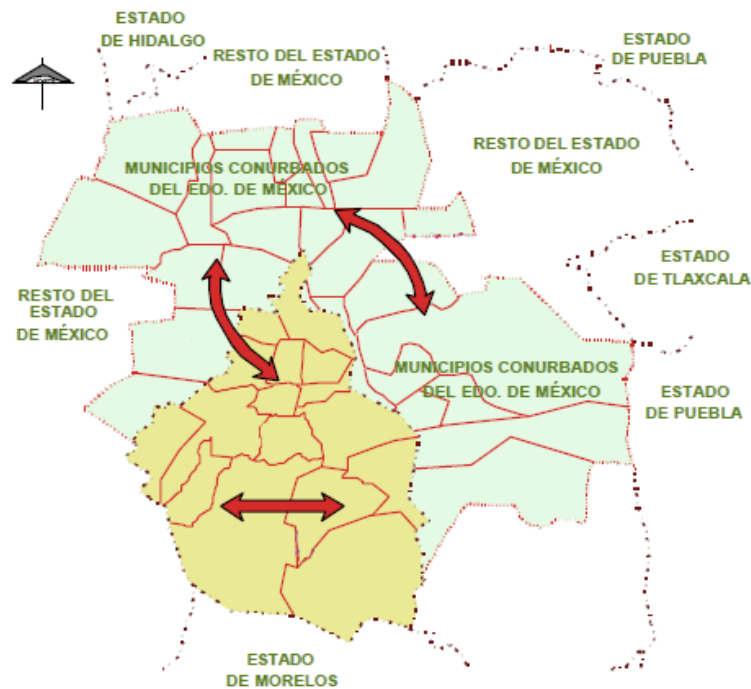 ESTADO
DE HIDALGO
RESTO DEL ESTADO
DE MÉXICO
ESTADO
DE PUEBLA
RESTO DEL ESTADO
DE MÉXICO
MUNICIPIOS CONURBADOS
DEL EDO. DE MÉXICO
ESTADO
DE TLAXCALA
RESTO DEL
ESTADO
DE MÉXICO
MUNICIPIOS CONURBADOS
DEL EDO. DE MÉXICO
ESTADO
DE PUEBLA
ESTADO
DE MORELOS